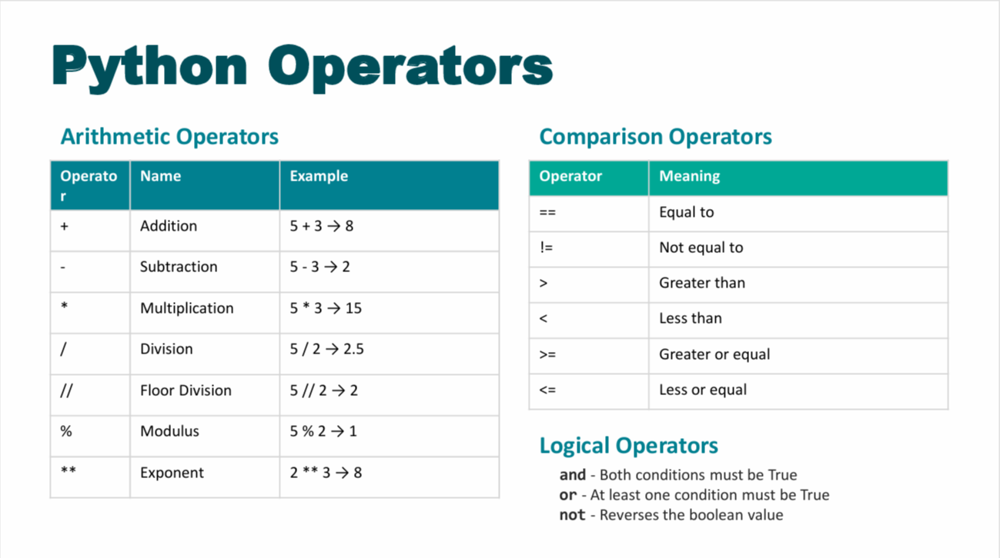 Python Operators
Arithmetic Operators
Operato
r
Name
Example
+ Addition 5 + 3 → 8
- Subtraction 5 - 3 → 2
* Multiplication 5 * 3 → 15
/ Division 5 / 2 → 2.5
// Floor Division 5 // 2 → 2
% Modulus 5 % 2 → 1
** Exponent 2 ** 3 → 8
Comparison Operators
Operator Meaning
== Equal to
!= Not equal to
> Greater than
< Less than
>= Greater or equal
<= Less or equal
Logical Operators
and - Both conditions must be True
or - At least one condition must be True
not - Reverses the boolean value